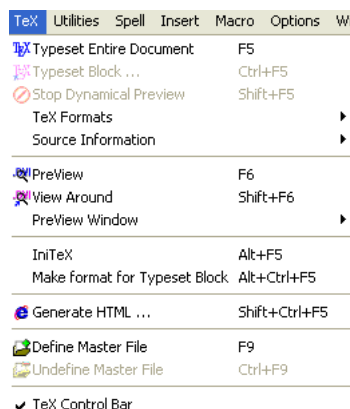 TeX Utilities Spell Insert Macro Options W
Typeset Entire Document F5
Typeset Block ... Ctrl+F5
Stop Dynamical Preview Shift+F5
TeX Formats
Source Information
PreView F6
View Around Shift+F6
PreView Window
IniTeX Alt+F5
Make format for Typeset Block Alt+Ctrl+F5
Generate HTML ... Shift+Ctrl+F5
Define Master File F9
Undefine Master File Ctrl+F9
TeX Control Bar